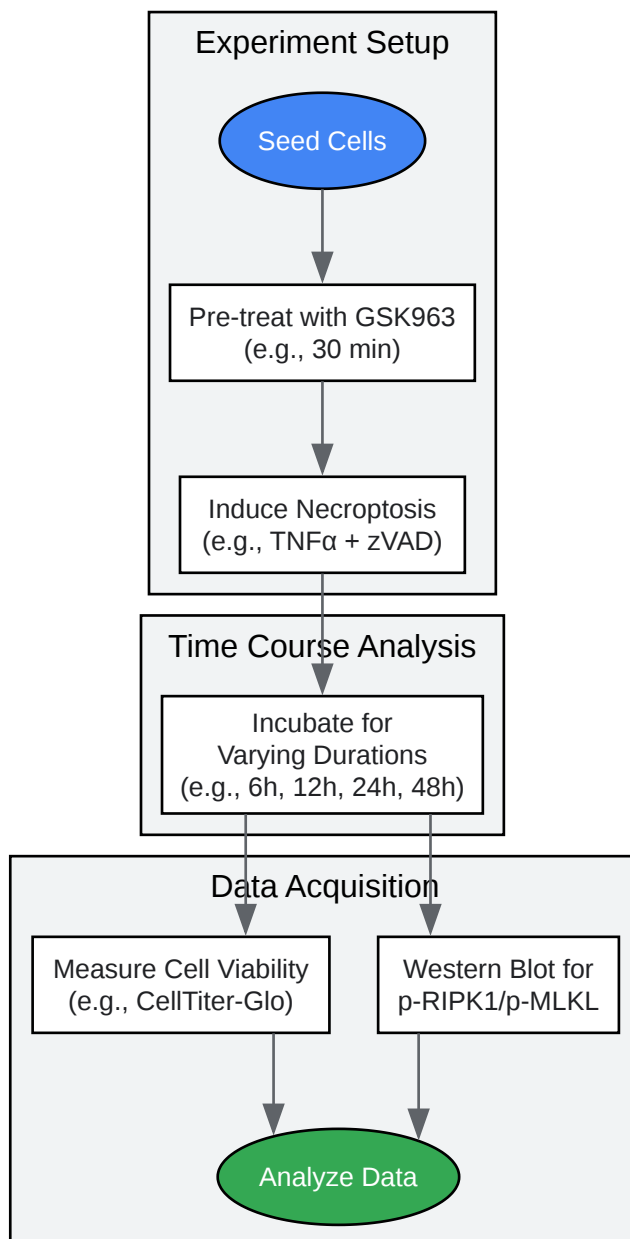 Experiment Setup
Seed Cells
Pre-treat with GSK963
(e.g., 30 min)
Induce Necroptosis
(e.g., TNFα + zVAD)
Time Course Analysis
Incubate for
Varying Durations
(e.g., 6h, 12h, 24h, 48h)
Data Acquisition
Measure Cell Viability
(e.g., CellTiter-Glo)
Western Blot for
p-RIPK1/p-MLKL
Analyze Data